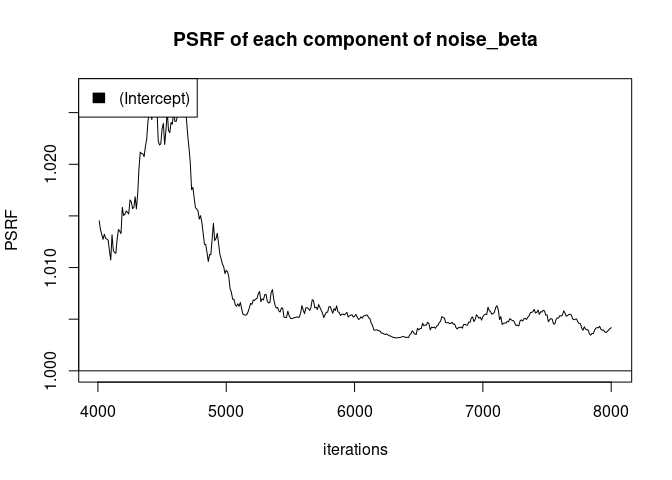 PSRF of each component of noise_beta
(Intercept)
PSRF
1.020
1.010
1.000
4000 5000 6000 7000 8000
iterations